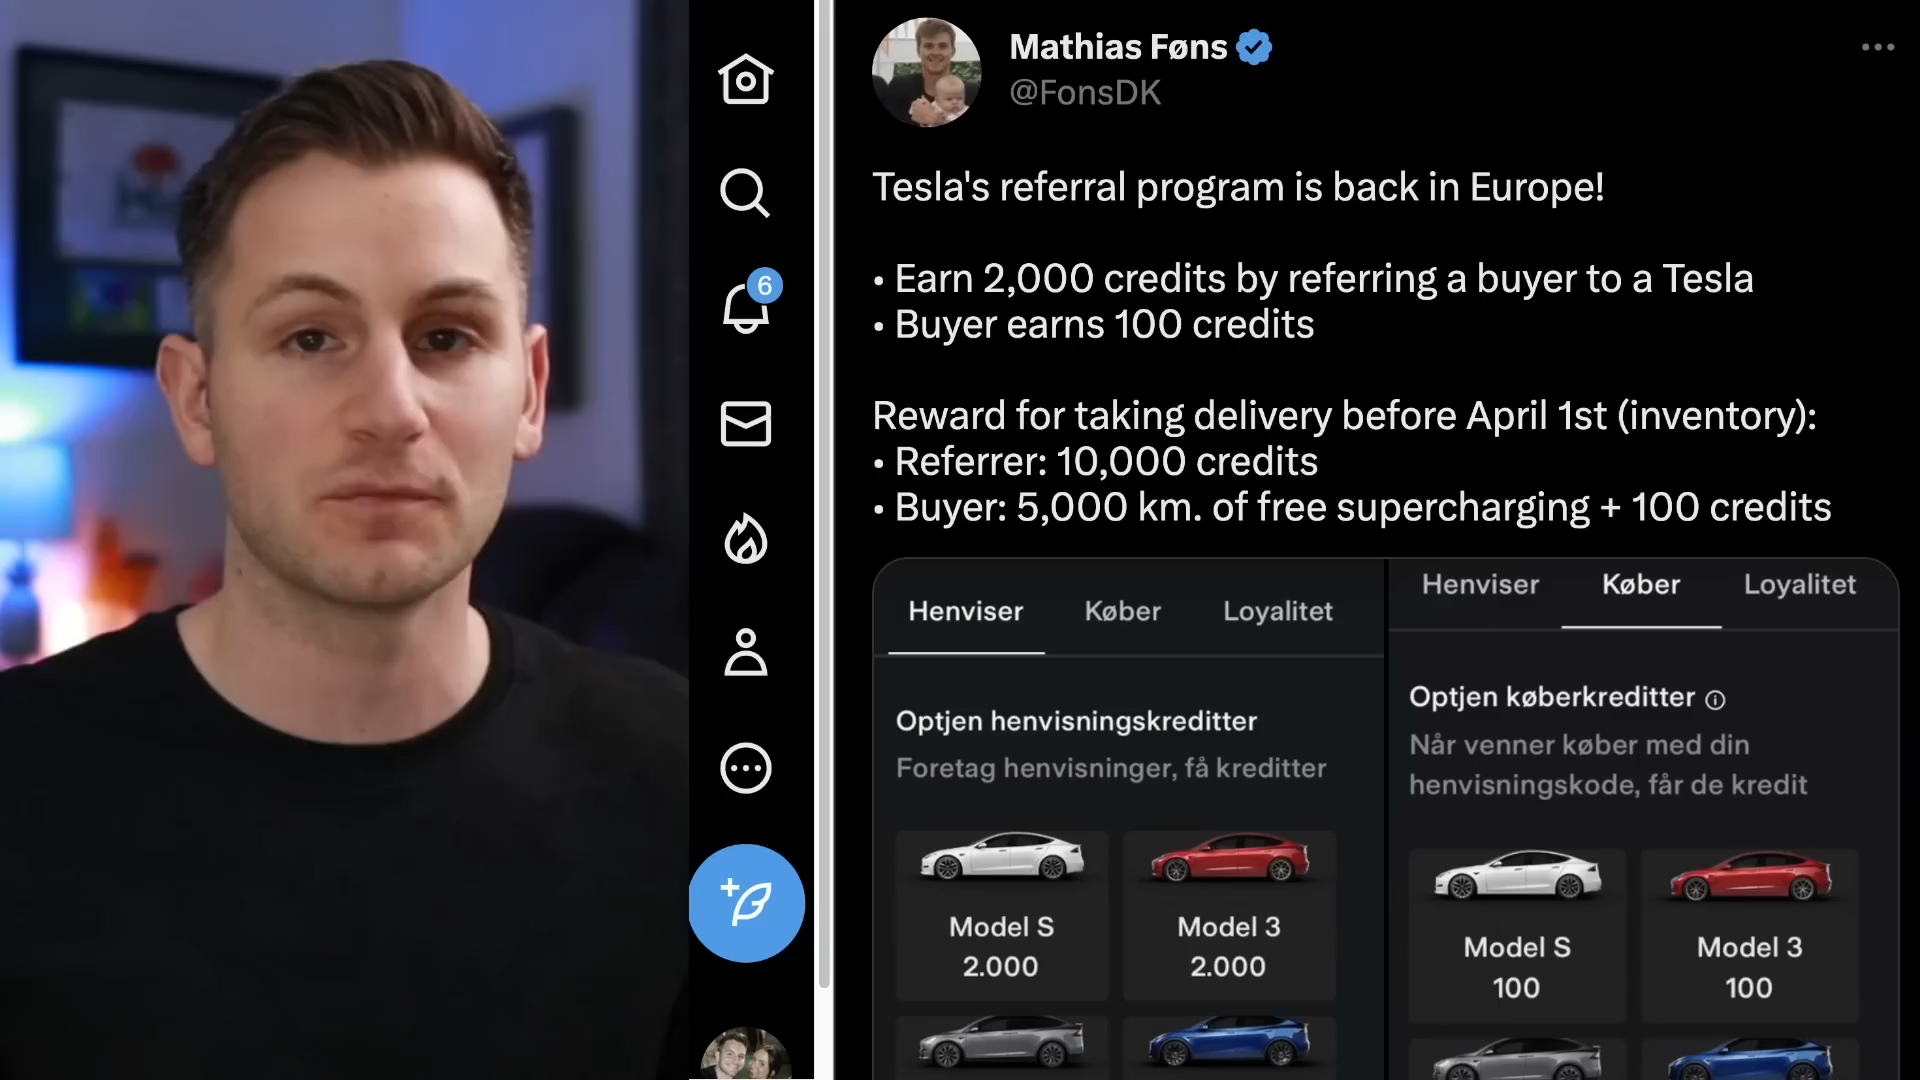 6
Mathias Føns
@FonsDK
Tesla's referral program is back in Europe!
• Earn 2,000 credits by referring a buyer to a Tesla
• Buyer earns 100 credits
Reward for taking delivery before April 1st (inventory):
• Referrer: 10,000 credits
• Buyer: 5,000 km. of free supercharging + 100 credits
Henviser Køber Loyalitet
Optjen henvisningskreditter
Foretag henvisninger, få kreditter
Model S Model 3
2.000 2.000
Henviser Køber Loyalitet
Optjen køberkreditter
Når venner køber med din
henvisningskode, får de kredit
Model S Model 3
100 100